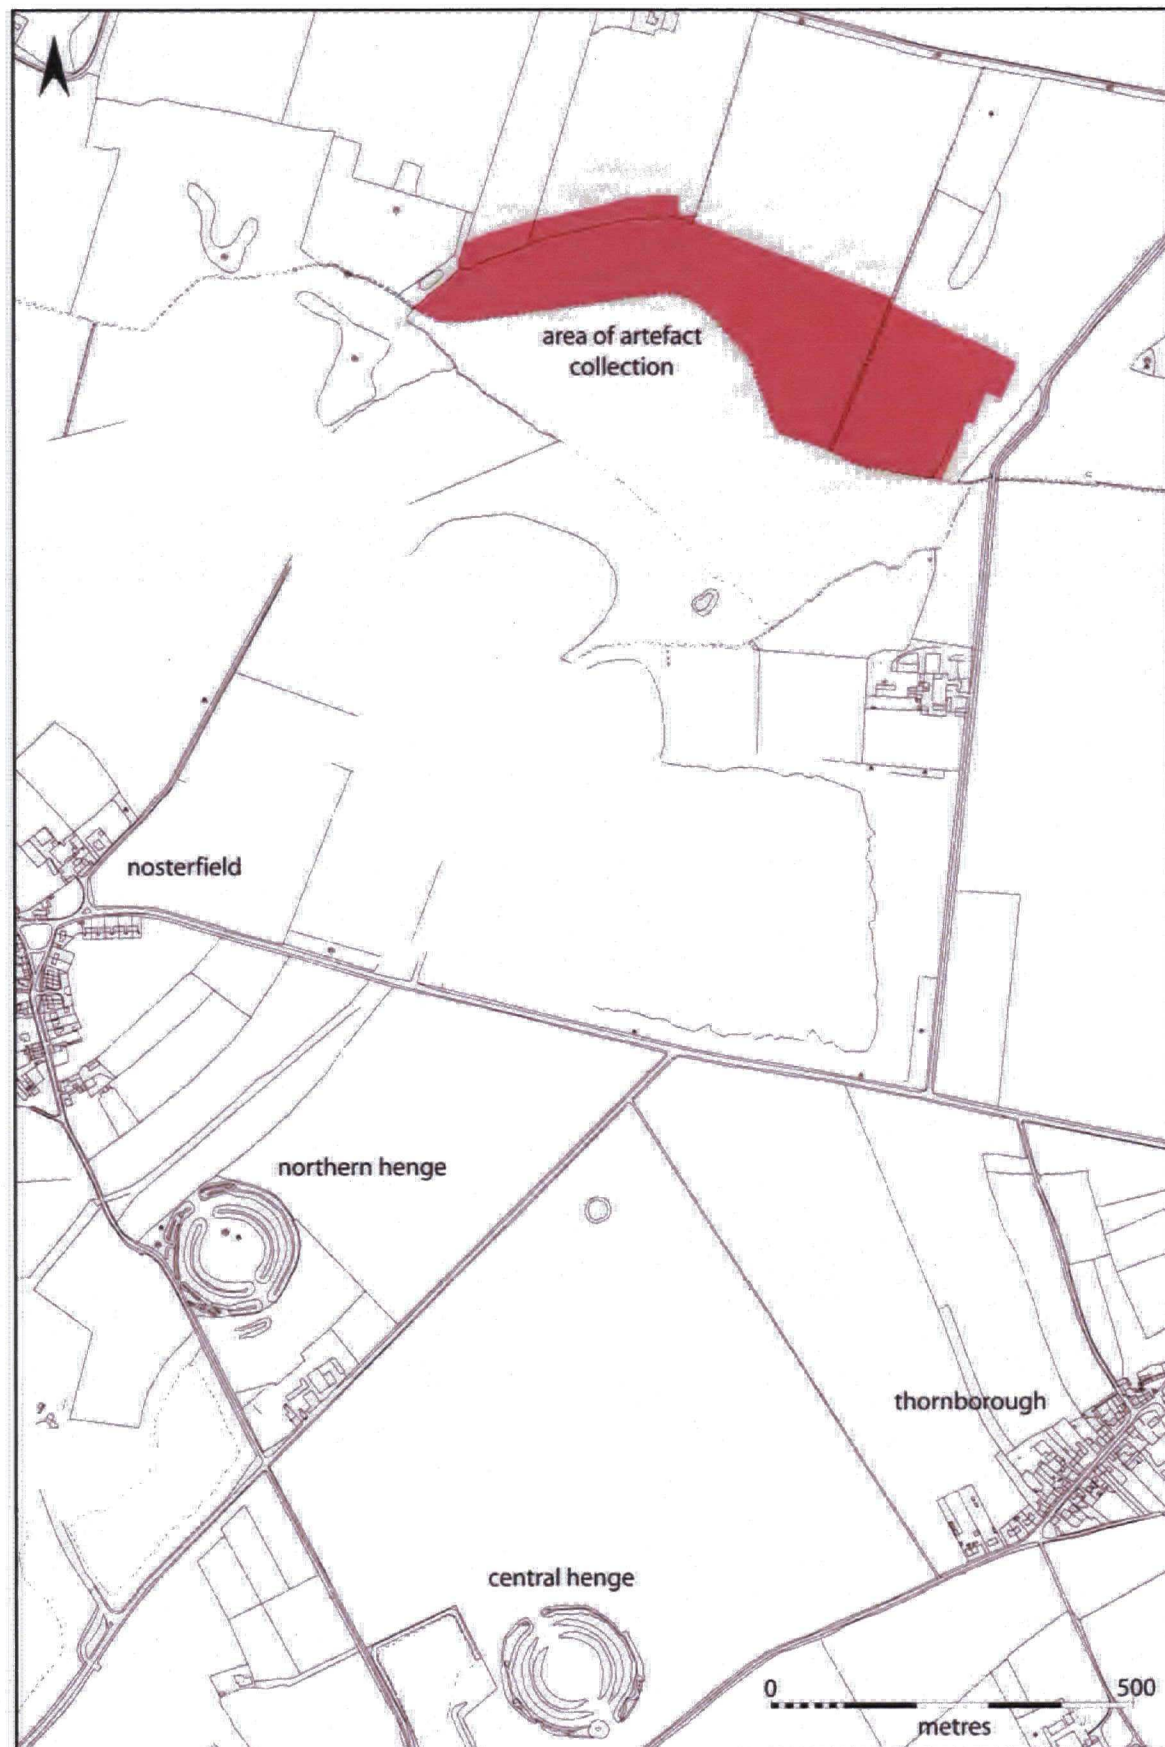 area of artefact
collection
nosterfield
northern henge
thornborough
central henge
0 500
metres